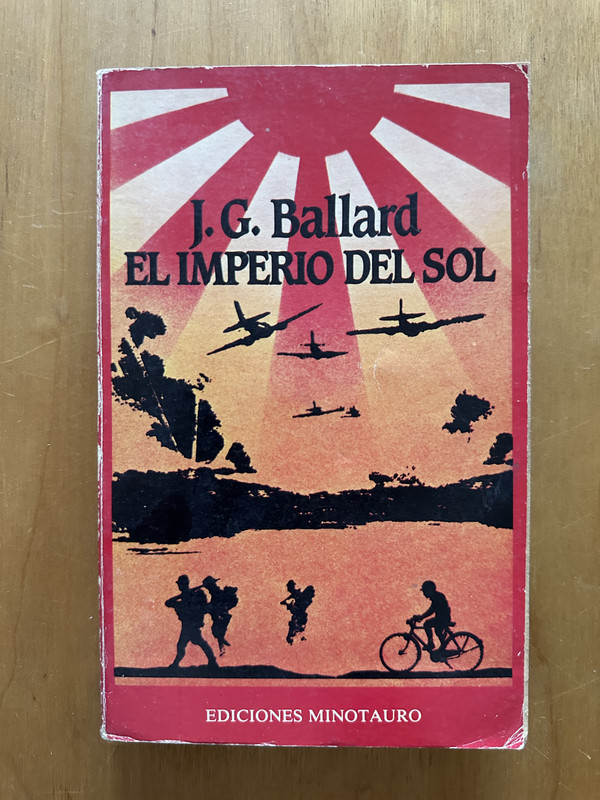 J. G. Ballard
EL IMPERIO DEL SOL
EDICIONES MINOTAURO